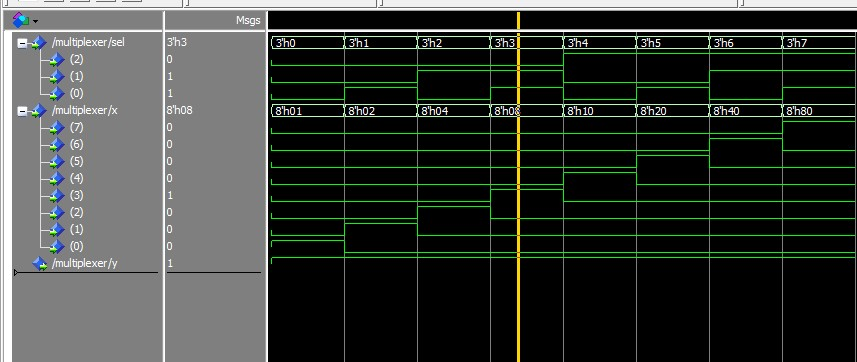 Msgs
/multiplexer/sel 3'h3 3'h0 3'h1 3'h2 3'h3 3'h4 3'h5 3'h6 3'h7
(2) 0
(1) 1
(0) 1
/multiplexer/x 8'h08 8'h01 8'h02 8'h04 8'h08 8'h10 8'h20 8'h40 8'h80
(7) 0
(6) 0
(5) 0
(4) 0
(3) 1
(2) 0
(1) 0
(0) 0
/multiplexer/y 1